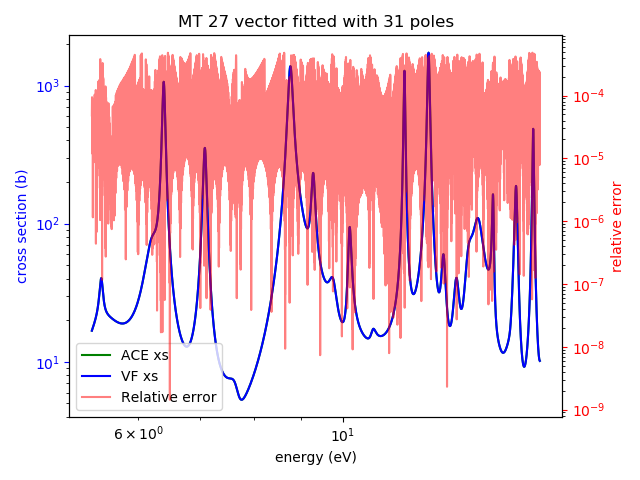 MT 27 vector fitted with 31 poles
cross section (b)
10³
10²
10¹
10⁻⁴
10⁻⁵
10⁻⁶
10⁻⁷
10⁻⁸
10⁻⁹
relative error
ACE xs
VF xs
Relative error
6 × 10⁰
10¹
energy (eV)